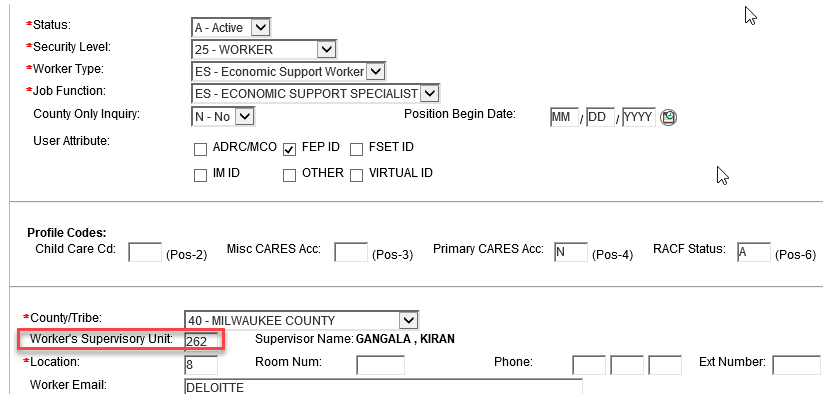 *Status: A - Active
*Security Level: 25 - WORKER
*Worker Type: ES - Economic Support Worker
*Job Function: ES - ECONOMIC SUPPORT SPECIALIST
County Only Inquiry: N - No Position Begin Date: MM / DD / YYYY
User Attribute: ADRC/MCO FEP ID FSET ID
IM ID OTHER VIRTUAL ID
Profile Codes:
Child Care Cd: (Pos-2) Misc CARES Acc: (Pos-3) Primary CARES Acc: N (Pos-4) RACF Status: A (Pos-6)
*County/Tribe: 40 - MILWAUKEE COUNTY
Worker's Supervisory Unit: 262 Supervisor Name: GANGALA , KIRAN
*Location: 8 Room Num: Phone: Ext Number:
Worker Email: DELOITTE